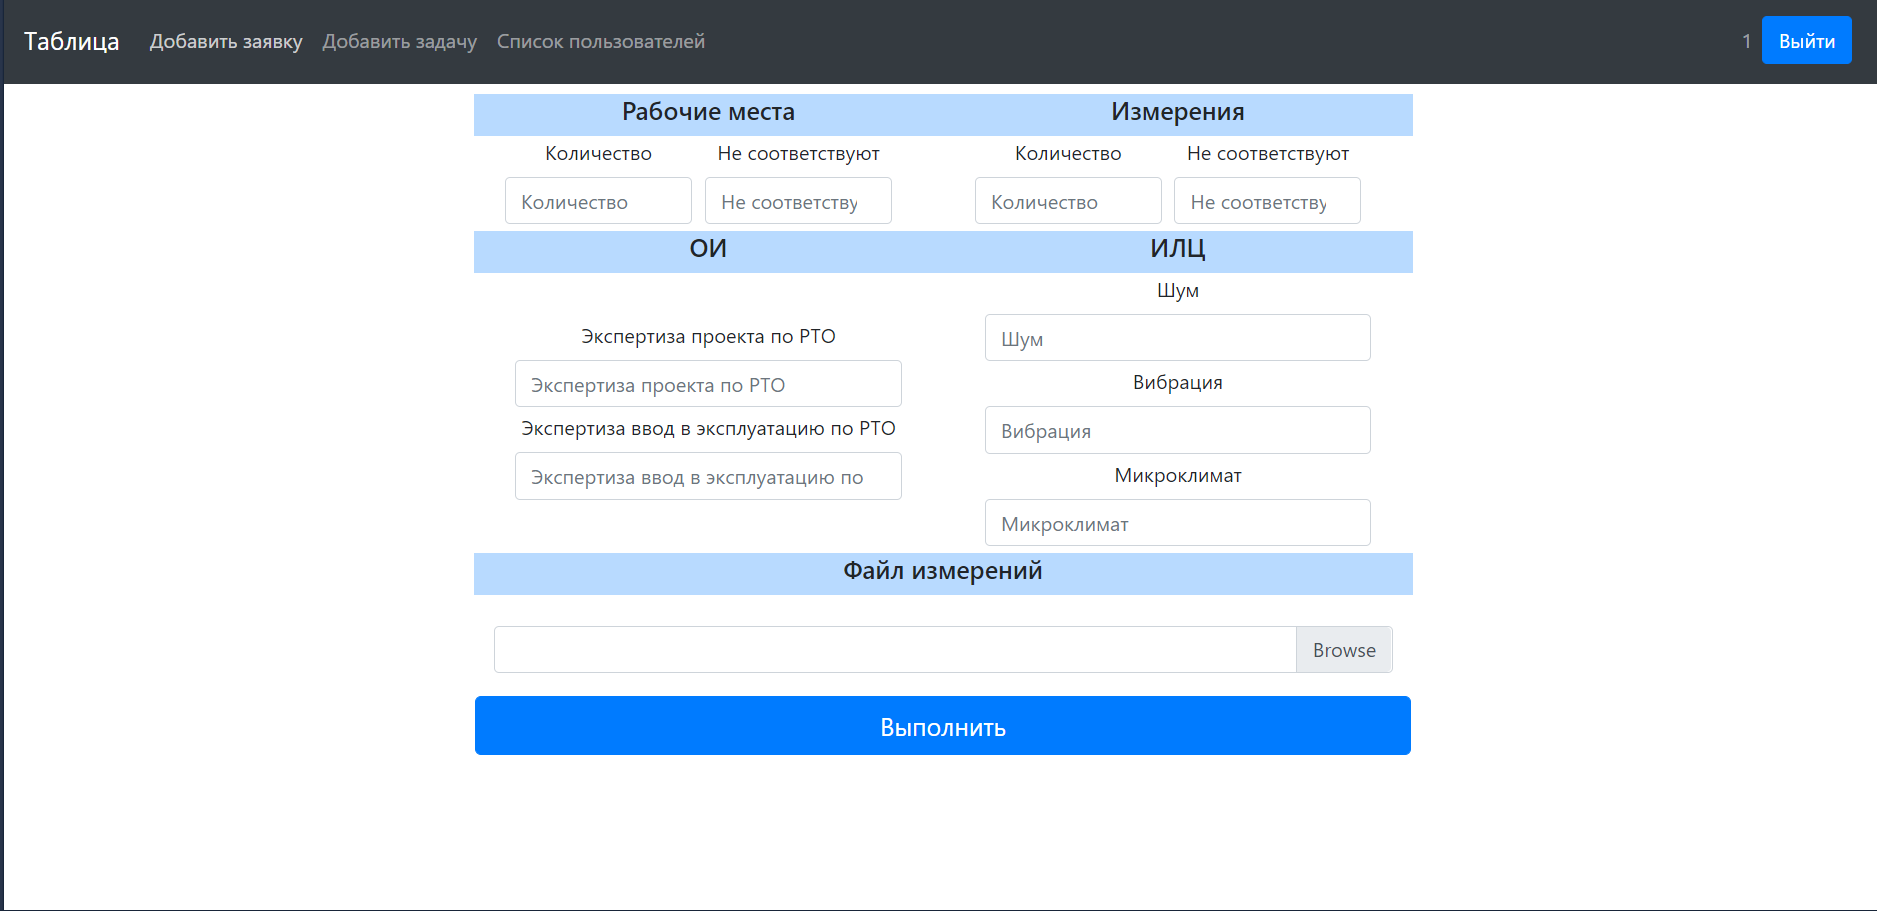 Таблица Добавить заявку Добавить задачу Список пользователей 1 Выйти
Рабочие места Измерения
Количество Не соответствуют Количество Не соответствуют
Количество Не соответству Количество Не соответству
ОИ ИЛЦ
Шум
Шум
Экспертиза проекта по РТО
Экспертиза проекта по РТО
Вибрация
Вибрация
Экспертиза ввод в эксплуатацию по РТО
Экспертиза ввод в эксплуатацию по
Микроклимат
Микроклимат
Файл измерений
Browse
Выполнить